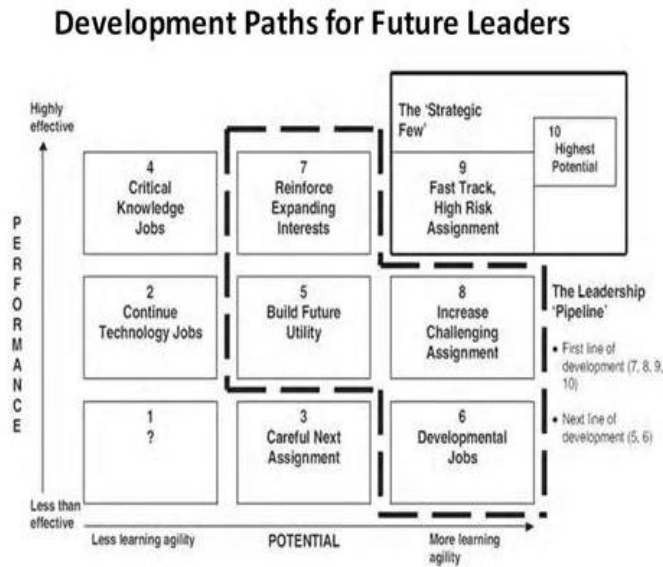 Development Paths for Future Leaders
Highly
effective
PERFORMANCE
Less than
effective
4
Critical
Knowledge
Jobs
7
Reinforce
Expanding
Interests
The 'Strategic
Few'
9
Fast Track,
High Risk
Assignment
10
Highest
Potential
2
Continue
Technology Jobs
5
Build Future
Utility
8
Increase
Challenging
Assignment
The Leadership
'Pipeline'
• First line of
development (7, 8, 9,
10)
• Next line of
development (5, 6)
1
?
3
Careful Next
Assignment
6
Developmental
Jobs
Less learning agility
POTENTIAL
More learning
agility